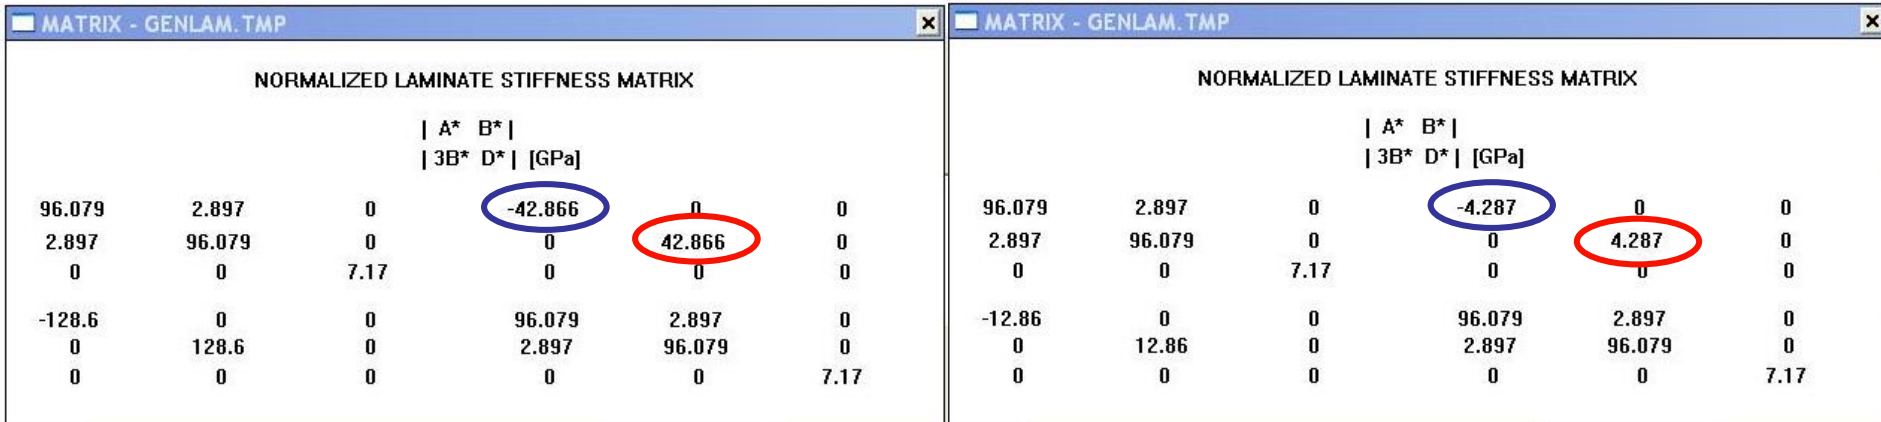 MATRIX - GENLAM.TMP
NORMALIZED LAMINATE STIFFNESS MATRIX
| A* B* |
| 3B* D* | [GPa]
96.079 2.897 0 -42.866 0 0
2.897 96.079 0 0 42.866 0
0 0 7.17 0 0 0
-128.6 0 0 96.079 2.897 0
0 128.6 0 2.897 96.079 0
0 0 0 0 0 7.17
MATRIX - GENLAM.TMP
NORMALIZED LAMINATE STIFFNESS MATRIX
| A* B* |
| 3B* D* | [GPa]
96.079 2.897 0 -4.287 0 0
2.897 96.079 0 0 4.287 0
0 0 7.17 0 0 0
-12.86 0 0 96.079 2.897 0
0 12.86 0 2.897 96.079 0
0 0 0 0 0 7.17